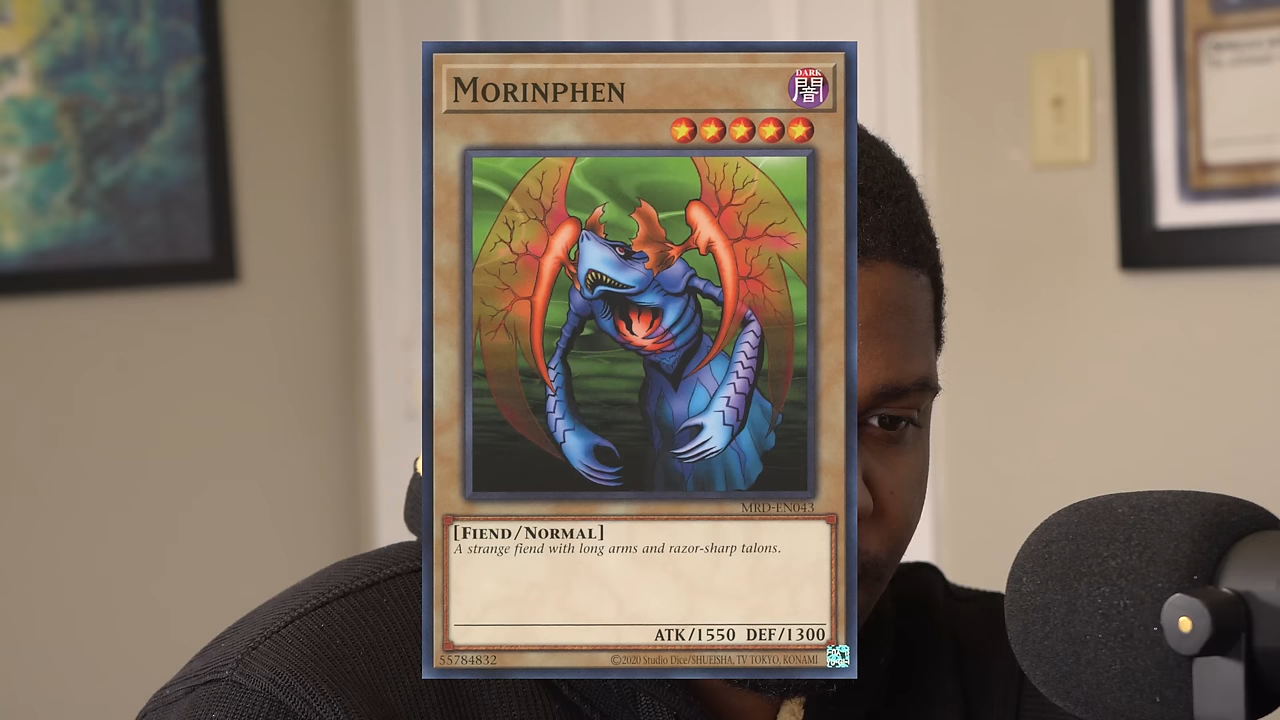 MORINPHEN
DARK
闇
MRD-EN043
[FIEND/NORMAL]
A strange fiend with long arms and razor-sharp talons.
ATK/1550 DEF/1300
55784832
©2020 Studio Dice/SHUEISHA, TV TOKYO, KONAMI